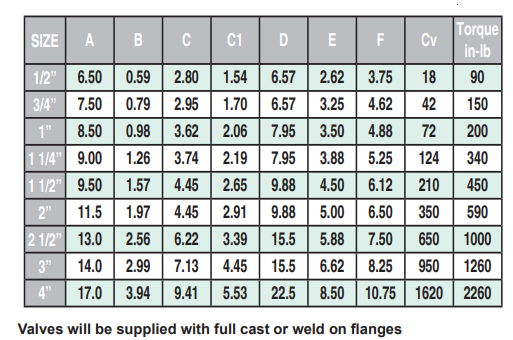 SIZE A B C C1 D E F Cv Torque in-lb
1/2” 6.50 0.59 2.80 1.54 6.57 2.62 3.75 18 90
3/4” 7.50 0.79 2.95 1.70 6.57 3.25 4.62 42 150
1” 8.50 0.98 3.62 2.06 7.95 3.50 4.88 72 200
1 1/4” 9.00 1.26 3.74 2.19 7.95 3.88 5.25 124 340
1 1/2” 9.50 1.57 4.45 2.65 9.88 4.50 6.12 210 450
2” 11.5 1.97 4.45 2.91 9.88 5.00 6.50 350 590
2 1/2” 13.0 2.56 6.22 3.39 15.5 5.88 7.50 650 1000
3” 14.0 2.99 7.13 4.45 15.5 6.62 8.25 950 1260
4” 17.0 3.94 9.41 5.53 22.5 8.50 10.75 1620 2260
Valves will be supplied with full cast or weld on flanges